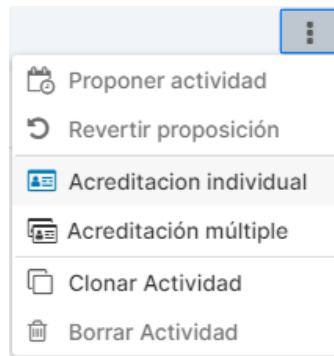 Proponer actividad
Revertir proposición
Acreditacion individual
Acreditación múltiple
Clonar Actividad
Borrar Actividad